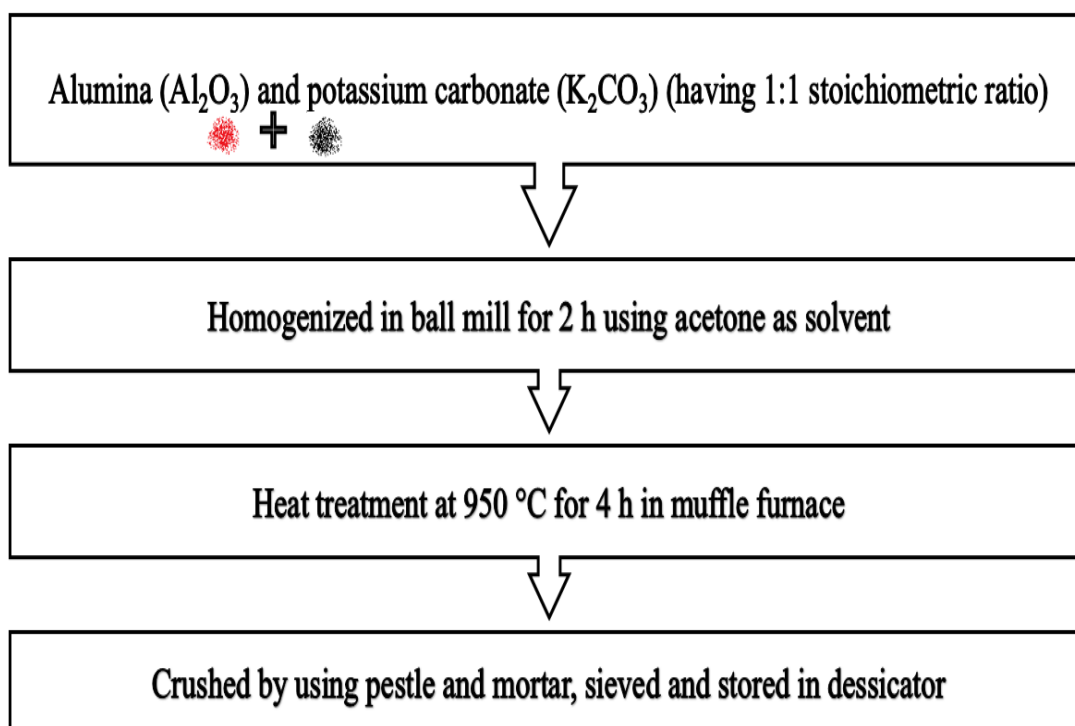 Alumina (Al₂O₃) and potassium carbonate (K₂CO₃) (having 1:1 stoichiometric ratio)
+
Homogenized in ball mill for 2 h using acetone as solvent
Heat treatment at 950 °C for 4 h in muffle furnace
Crushed by using pestle and mortar, sieved and stored in dessicator